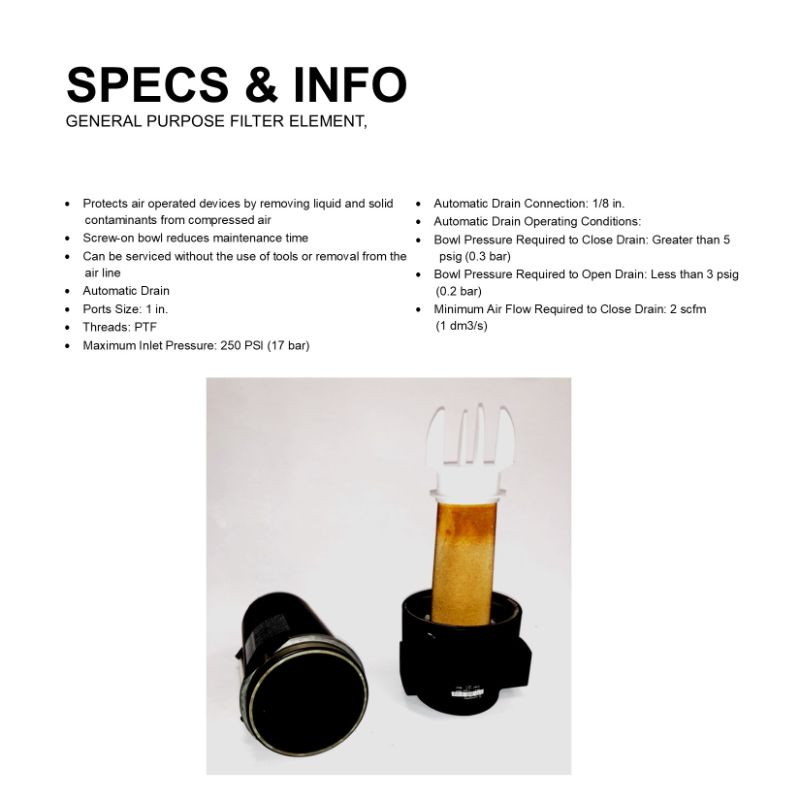 SPECS & INFO
GENERAL PURPOSE FILTER ELEMENT,
• Protects air operated devices by removing liquid and solid
contaminants from compressed air
• Screw-on bowl reduces maintenance time
• Can be serviced without the use of tools or removal from the
air line
• Automatic Drain
• Ports Size: 1 in.
• Threads: PTF
• Maximum Inlet Pressure: 250 PSI (17 bar)
• Automatic Drain Connection: 1/8 in.
• Automatic Drain Operating Conditions:
• Bowl Pressure Required to Close Drain: Greater than 5
psig (0.3 bar)
• Bowl Pressure Required to Open Drain: Less than 3 psig
(0.2 bar)
• Minimum Air Flow Required to Close Drain: 2 scfm
(1 dm3/s)